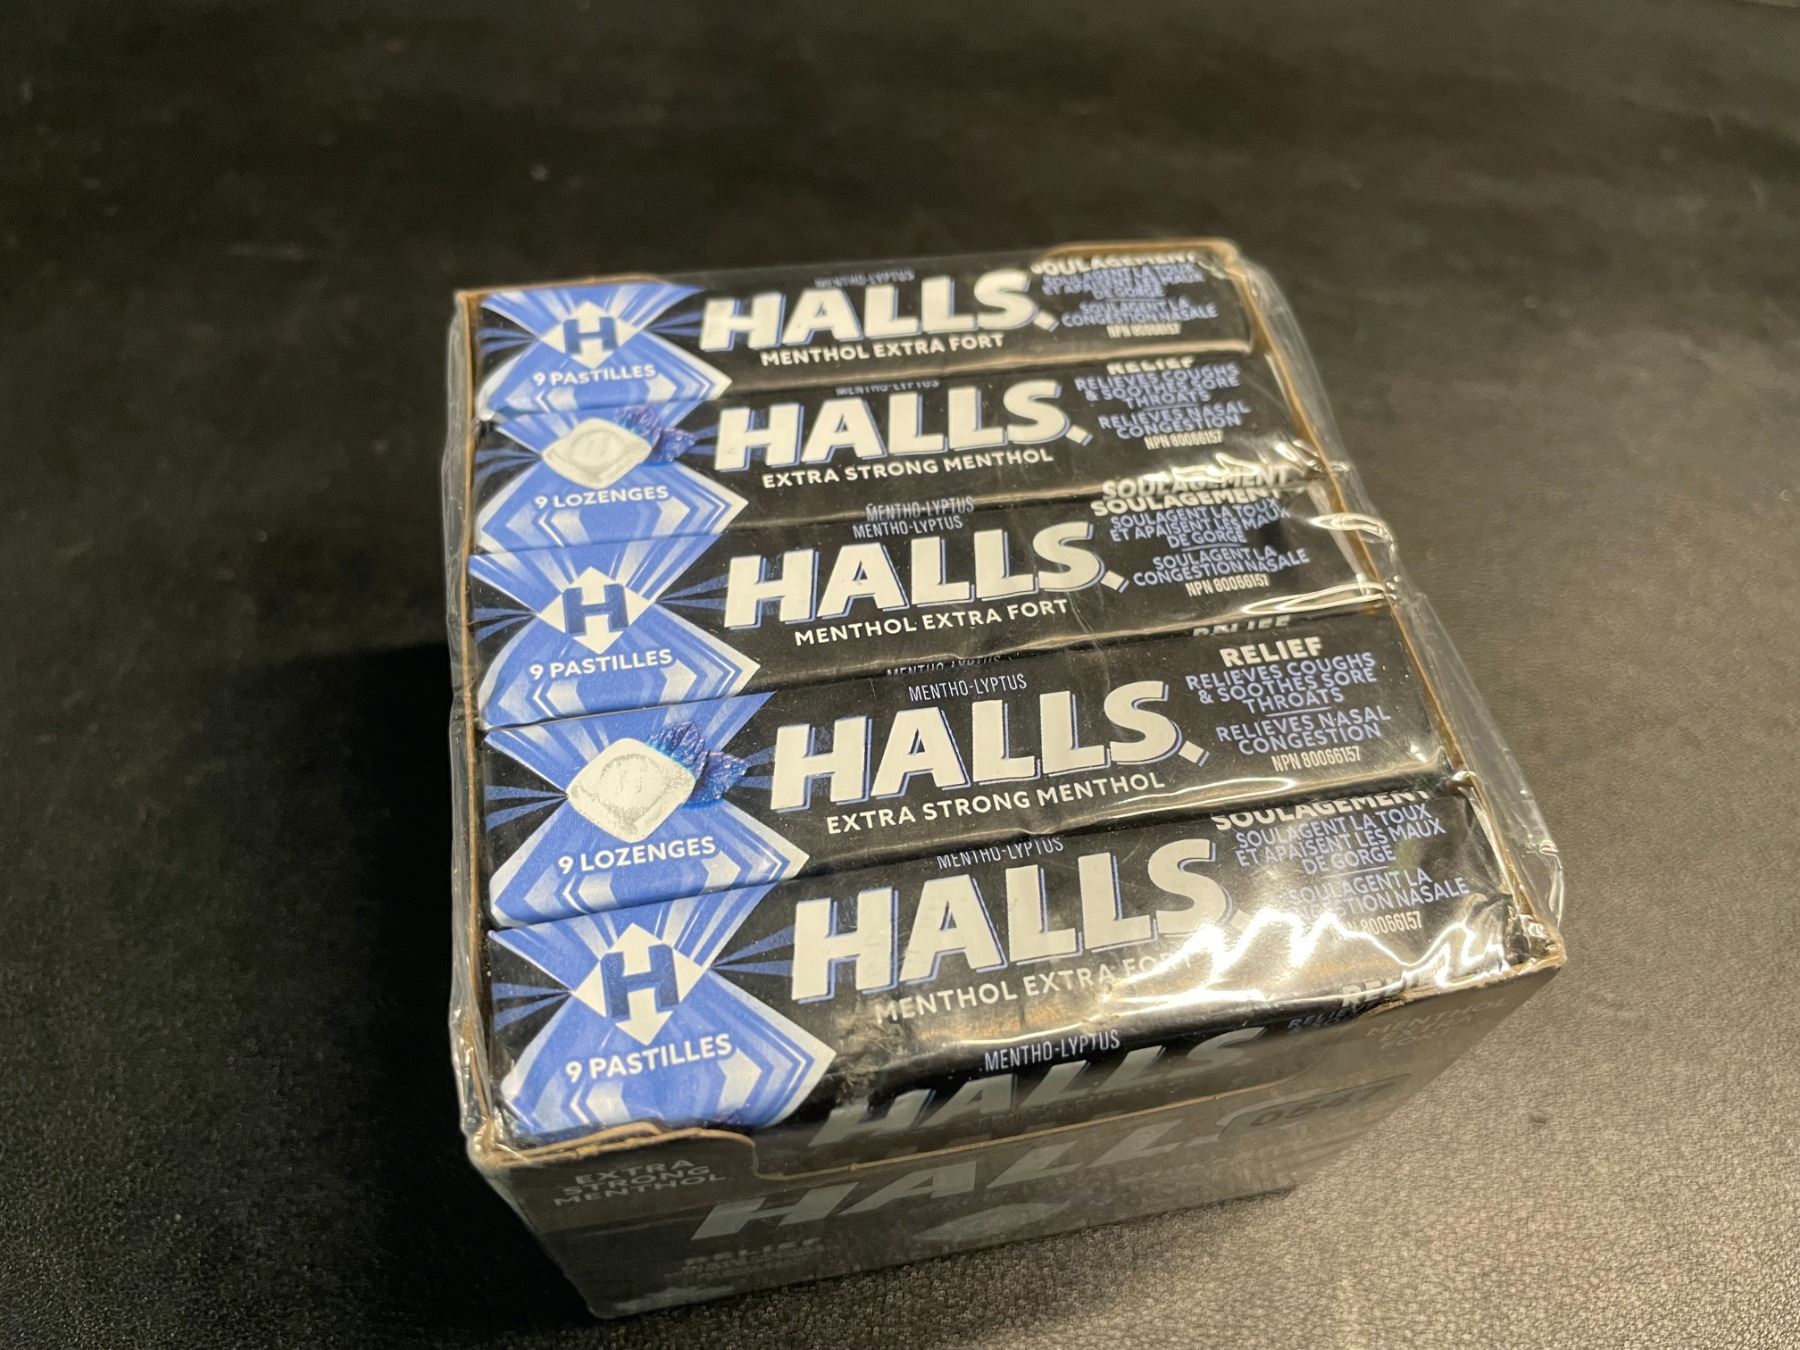 MENTHO-LYPTUS
HALLS
MENTHOL EXTRA FORT
9 PASTILLES
H
SOULAGEMENT
SOULAGENT LA TOUX
ET APAISENT LES MAUX
DE GORGE
SOULAGENT LA
CONGESTION NASALE
NPN 80066157
MENTHO-LYPTUS
HALLS
EXTRA STRONG MENTHOL
9 LOZENGES
RELIEF
RELIEVES COUGHS
& SOOTHES SORE
THROATS
RELIEVES NASAL
CONGESTION
NPN 80066157
MENTHO-LYPTUS
MENTHO-LYPTUS
HALLS
MENTHOL EXTRA FORT
H
9 PASTILLES
SOULAGEMENT
SOULAGEMENT
SOULAGENT LA TOUX
ET APAISENT LES MAUX
DE GORGE
SOULAGENT LA
CONGESTION NASALE
NPN 80066157
RELIEF
MENTHO-LYPTUS
MENTHO-LYPTUS
HALLS
EXTRA STRONG MENTHOL
9 LOZENGES
RELIEF
RELIEVES COUGHS
& SOOTHES SORE
THROATS
RELIEVES NASAL
CONGESTION
NPN 80066157
MENTHO-LYPTUS
HALLS
MENTHOL EXTRA FORT
H
9 PASTILLES
SOULAGEMENT
SOULAGENT LA TOUX
ET APAISENT LES MAUX
DE GORGE
SOULAGENT LA
CONGESTION NASALE
80066157
MENTHO-LYPTUS
HALLS
EXTRA
STRONG
MENTHOL
HALLS
RELIEF